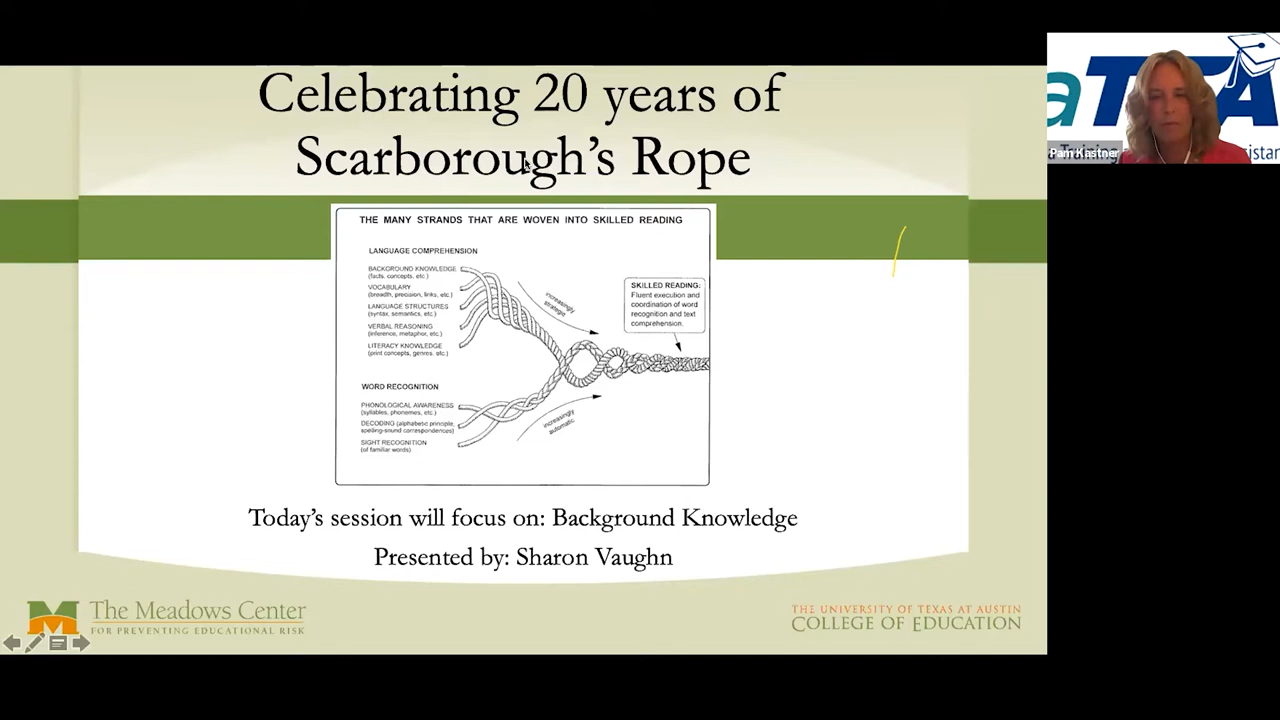 Celebrating 20 years of
Scarborough's Rope
THE MANY STRANDS THAT ARE WOVEN INTO SKILLED READING
LANGUAGE COMPREHENSION
BACKGROUND KNOWLEDGE
(facts, concepts, etc.)
VOCABULARY
(breadth, precision, links, etc.)
LANGUAGE STRUCTURES
(syntax, semantics, etc.)
VERBAL REASONING
(inference, metaphor, etc.)
LITERACY KNOWLEDGE
(print concepts, genres, etc.)
increasingly
strategic
SKILLED READING:
Fluent execution and
coordination of word
recognition and text
comprehension.
WORD RECOGNITION
PHONOLOGICAL AWARENESS
(syllables, phonemes, etc.)
DECODING (alphabetic principle,
spelling-sound correspondences)
SIGHT RECOGNITION
(of familiar words)
increasingly
automatic
Today's session will focus on: Background Knowledge
Presented by: Sharon Vaughn
The Meadows Center
FOR PREVENTING EDUCATIONAL RISK
THE UNIVERSITY OF TEXAS AT AUSTIN
COLLEGE OF EDUCATION
Pam Kastner
Training